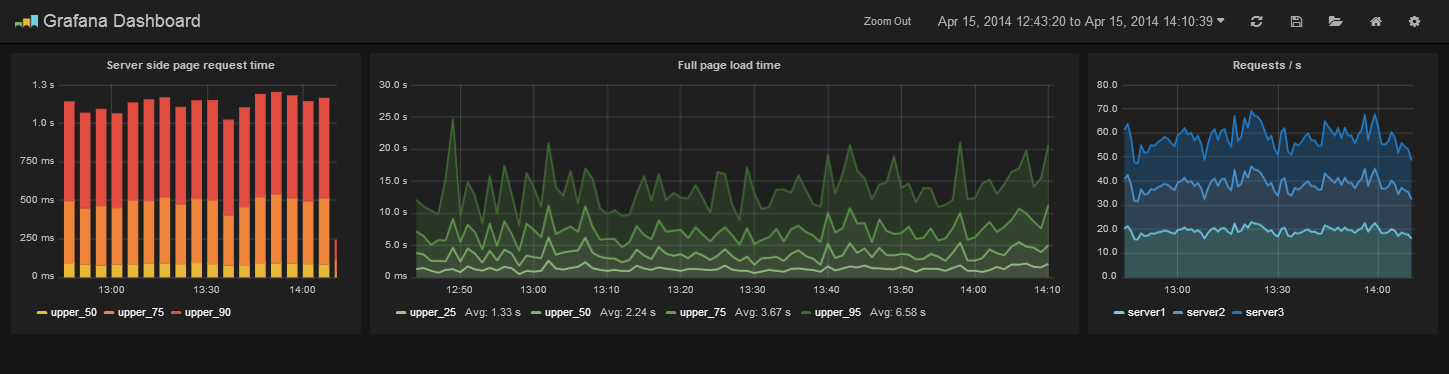 Grafana Dashboard
Zoom Out Apr 15, 2014 12:43:20 to Apr 15, 2014 14:10:39
Server side page request time
1.3 s
1.0 s
750 ms
500 ms
250 ms
0 ms
13:00 13:30 14:00
upper_50 upper_75 upper_90
Full page load time
30.0 s
25.0 s
20.0 s
15.0 s
10.0 s
5.0 s
0 ms
12:50 13:00 13:10 13:20 13:30 13:40 13:50 14:00 14:10
upper_25 Avg: 1.33 s upper_50 Avg: 2.24 s upper_75 Avg: 3.67 s upper_95 Avg: 6.58 s
Requests / s
80.0
70.0
60.0
50.0
40.0
30.0
20.0
10.0
0.0
13:00 13:30 14:00
server1 server2 server3